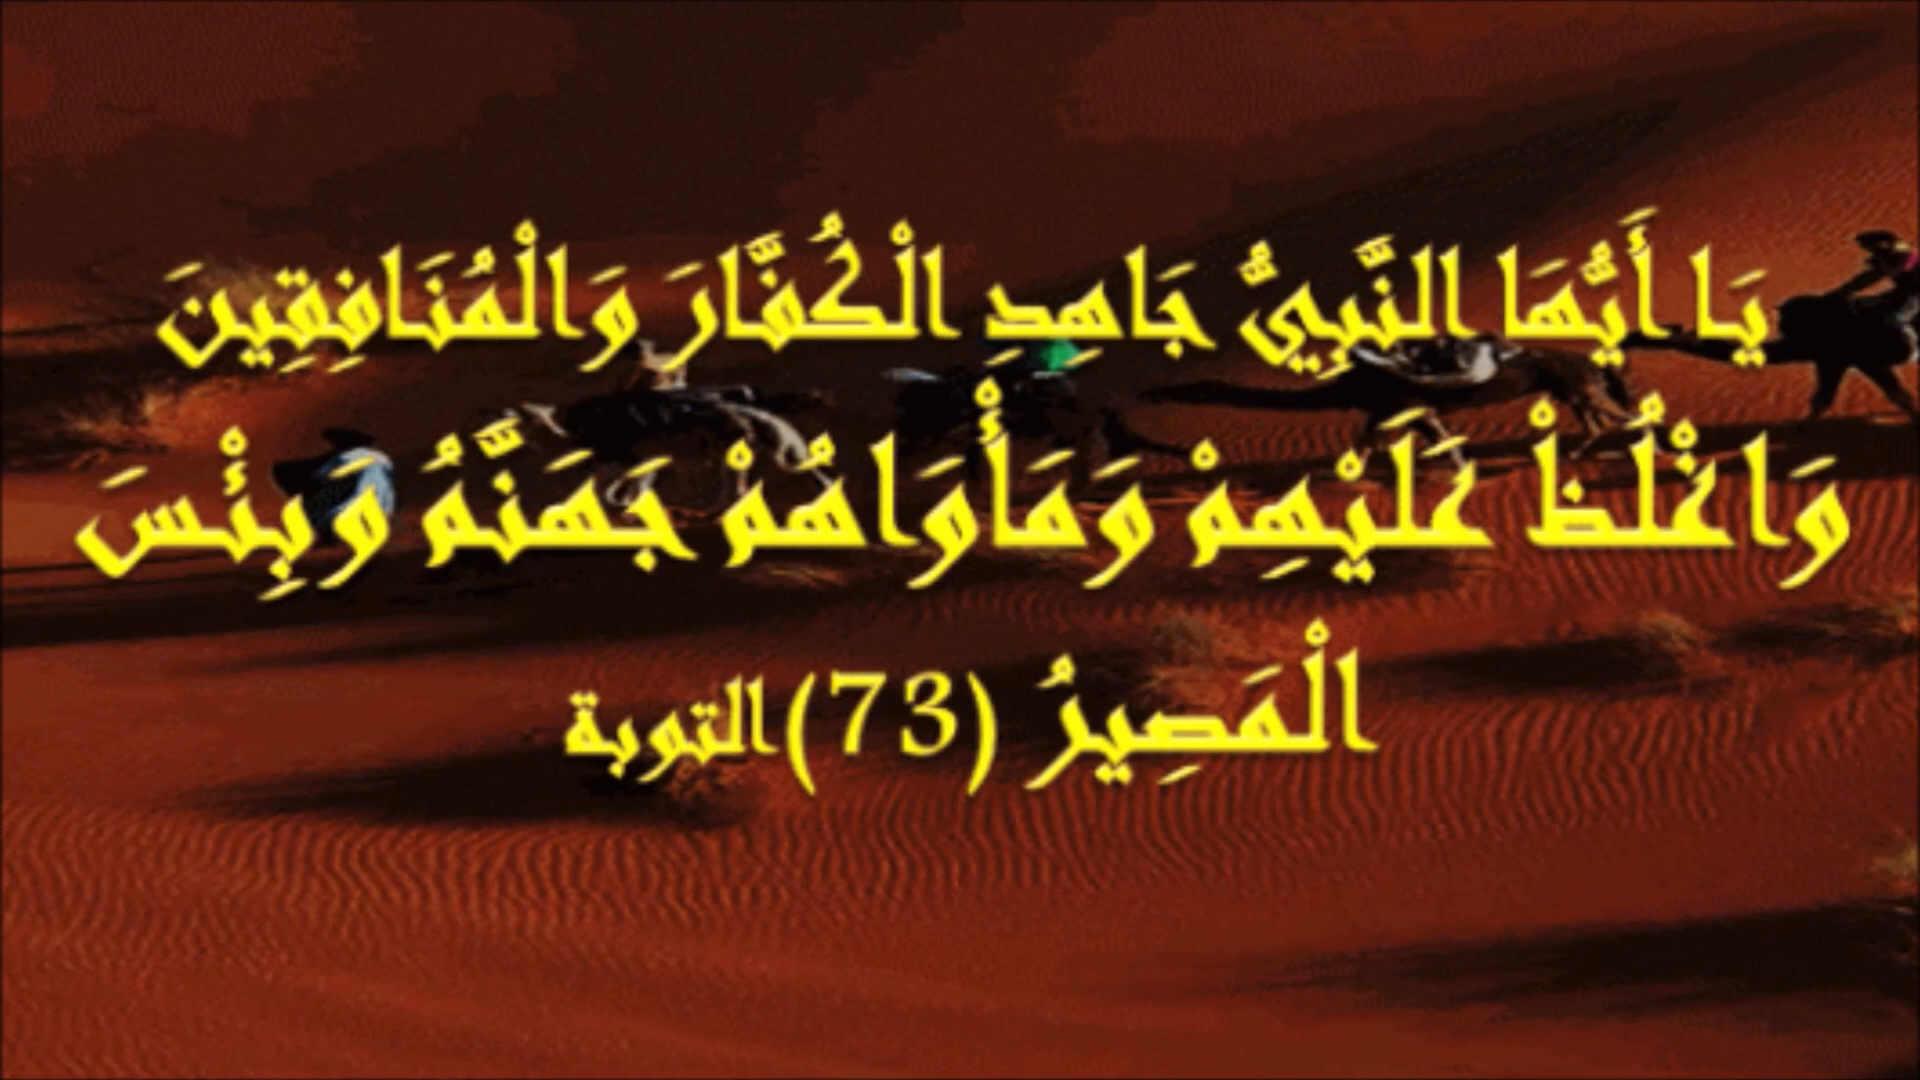 يَا أَيُّهَا النَّبِيُّ جَاهِدِ الْكُفَّارَ وَالْمُنَافِقِينَ
وَاغْلُظْ عَلَيْهِمْ وَمَأْوَاهُمْ جَهَنَّمُ وَبِئْسَ
الْمَصِيرُ (73)التوبة